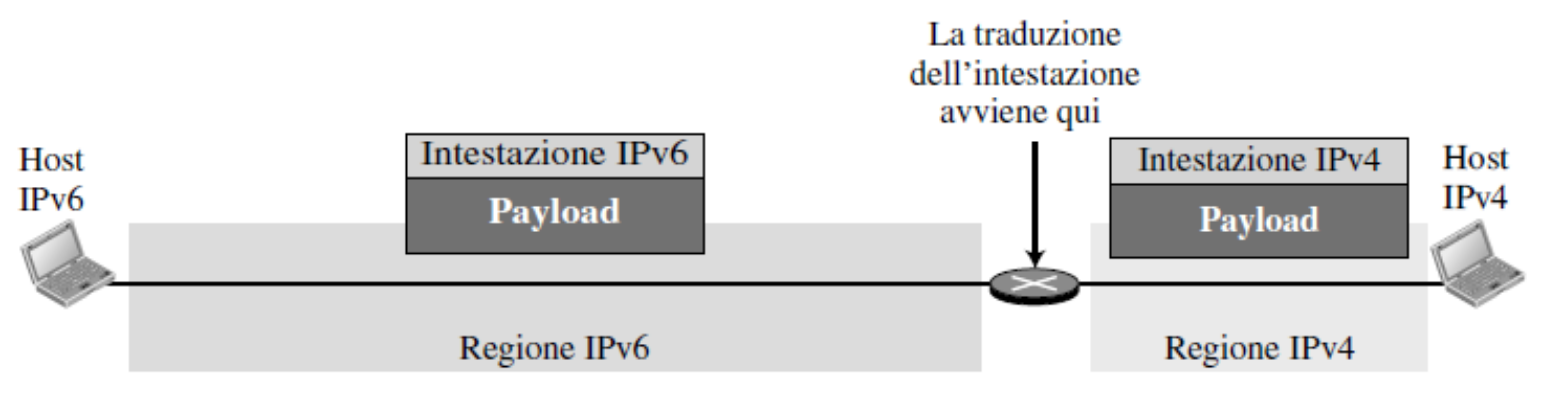 La traduzione
dell'intestazione
avviene qui
Host
IPv6
Intestazione IPv6
Payload
Intestazione IPv4
Payload
Host
IPv4
Regione IPv6
Regione IPv4